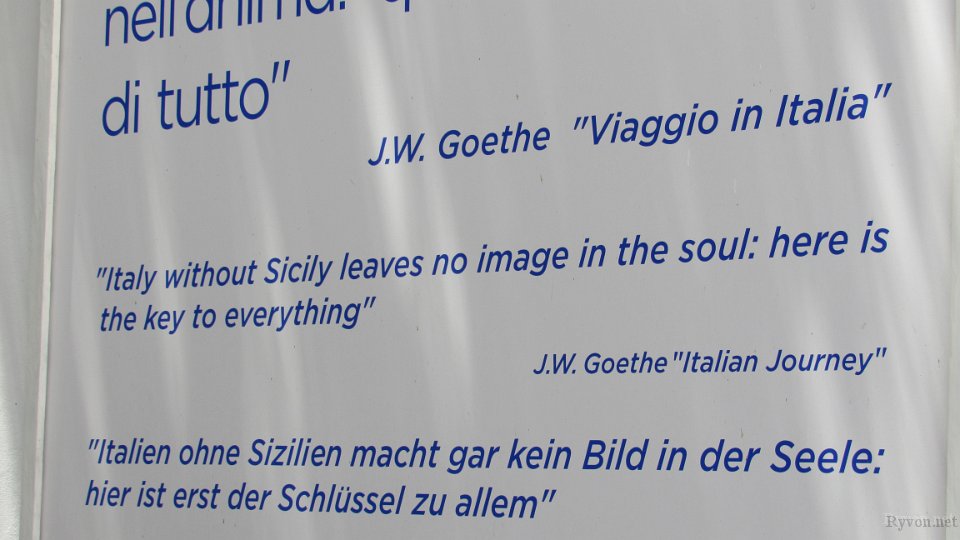 nell'anima: 
di tutto"
J.W. Goethe "Viaggio in Italia"
"Italy without Sicily leaves no image in the soul: here is
the key to everything"
J.W. Goethe "Italian Journey"
"Italien ohne Sizilien macht gar kein Bild in der Seele:
hier ist erst der Schlüssel zu allem"
Ryvon.net